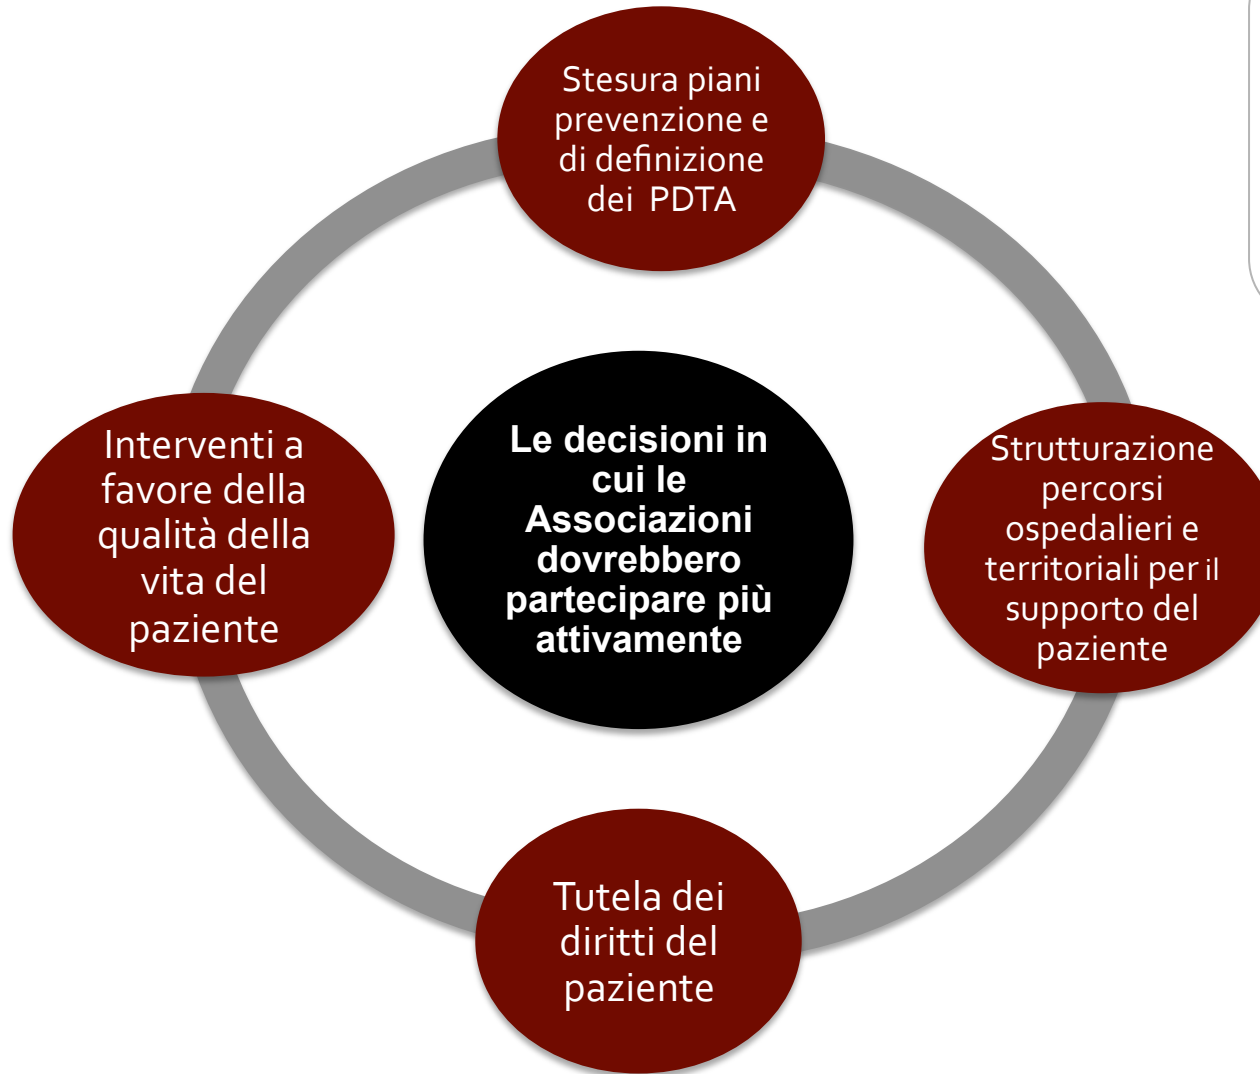 Stesura piani
prevenzione e
di definizione
dei PDTA
Interventi a
favore della
qualità della
vita del
paziente
Le decisioni in
cui le
Associazioni
dovrebbero
partecipare più
attivamente
Strutturazione
percorsi
ospedalieri e
territoriali per il
supporto del
paziente
Tutela dei
diritti del
paziente